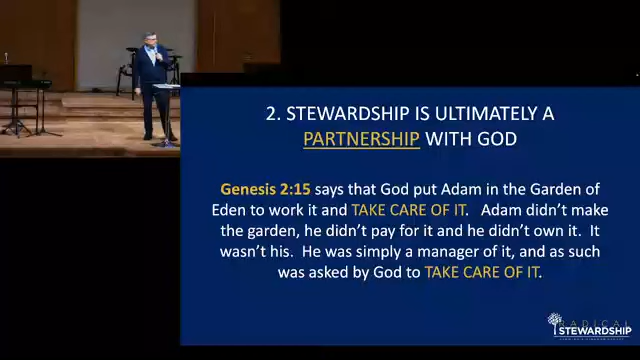 2. STEWARDSHIP IS ULTIMATELY A
PARTNERSHIP WITH GOD
Genesis 2:15 says that God put Adam in the Garden of
Eden to work it and TAKE CARE OF IT. Adam didn't make
the garden, he didn't pay for it and he didn't own it. It
wasn't his. He was simply a manager of it, and as such
was asked by God to TAKE CARE OF IT.
RADICAL
STEWARDSHIP